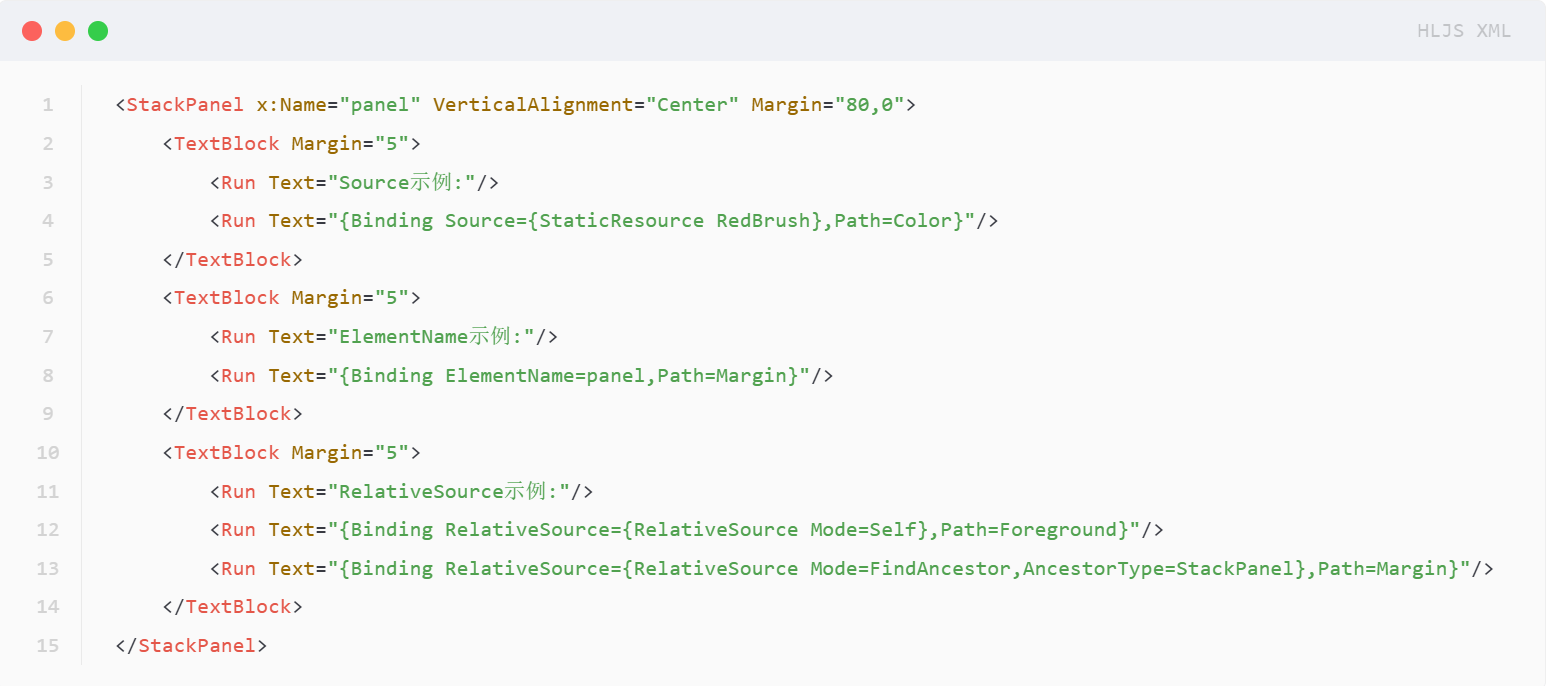 HLJS XML
1 <StackPanel x:Name="panel" VerticalAlignment="Center" Margin="80,0">
2     <TextBlock Margin="5">
3         <Run Text="Source示例:"/>
4         <Run Text="{Binding Source={StaticResource RedBrush},Path=Color}"/>
5     </TextBlock>
6     <TextBlock Margin="5">
7         <Run Text="ElementName示例:"/>
8         <Run Text="{Binding ElementName=panel,Path=Margin}"/>
9     </TextBlock>
10     <TextBlock Margin="5">
11         <Run Text="RelativeSource示例:"/>
12         <Run Text="{Binding RelativeSource={RelativeSource Mode=Self},Path=Foreground}"/>
13         <Run Text="{Binding RelativeSource={RelativeSource Mode=FindAncestor,AncestorType=StackPanel},Path=Margin}"/>
14     </TextBlock>
15 </StackPanel>